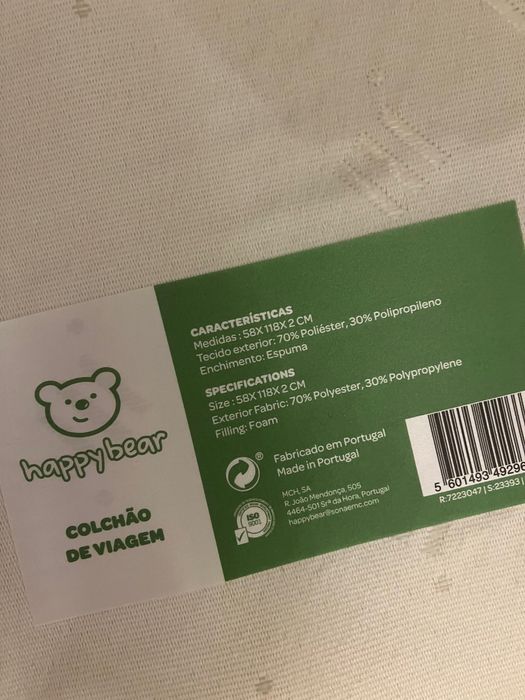 happy bear
COLCHÃO
DE VIAGEM
CARACTERÍSTICAS
Medidas : 58X 118X 2 CM
Tecido exterior: 70% Poliéster, 30% Polipropileno
Enchimento: Espuma
SPECIFICATIONS
Size : 58X 118X 2 CM
Exterior Fabric: 70% Polyester, 30% Polypropylene
Filling: Foam
®
Fabricado em Portugal
Made in Portugal
ISO
9001
MCH, SA
R. João Mendonça, 505
4464-501 Srª da Hora, Portugal
happybear@sonaemc.com
5 601493 49296
R:7223047 | S:23393 |